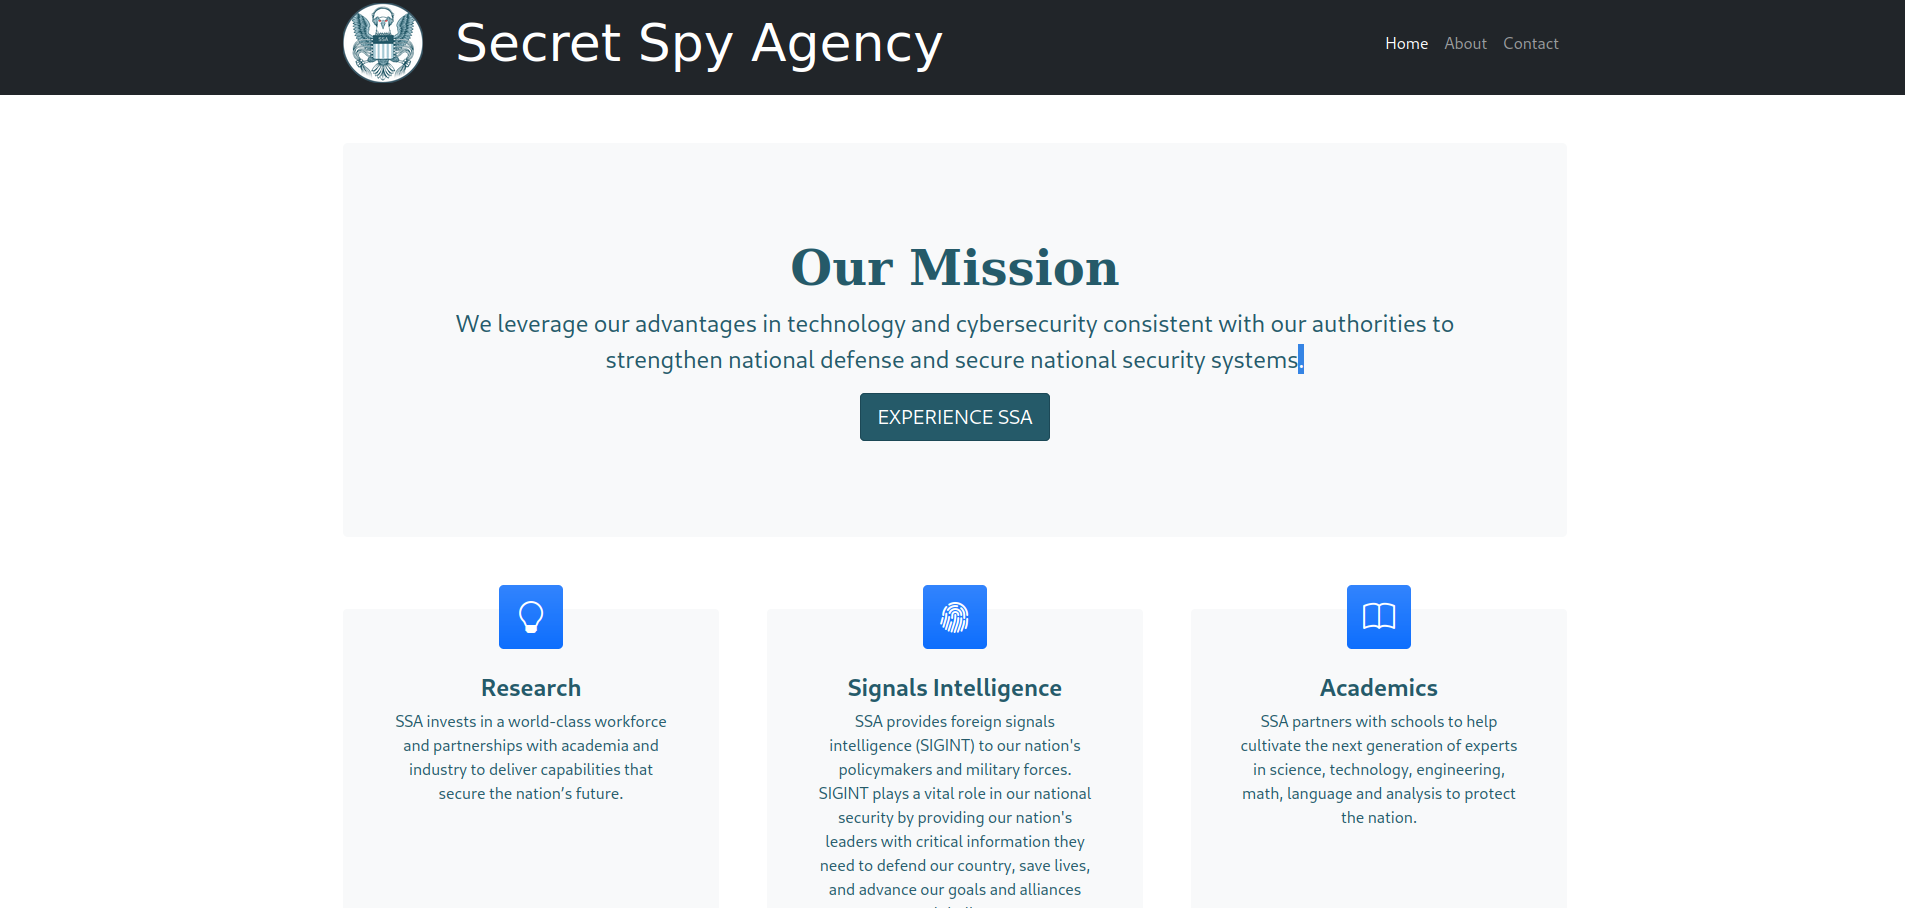 SSA
Secret Spy Agency
Home About Contact
Our Mission
We leverage our advantages in technology and cybersecurity consistent with our authorities to
strengthen national defense and secure national security systems.
EXPERIENCE SSA
Research
SSA invests in a world-class workforce
and partnerships with academia and
industry to deliver capabilities that
secure the nation’s future.
Signals Intelligence
SSA provides foreign signals
intelligence (SIGINT) to our nation's
policymakers and military forces.
SIGINT plays a vital role in our national
security by providing our nation's
leaders with critical information they
need to defend our country, save lives,
and advance our goals and alliances
Academics
SSA partners with schools to help
cultivate the next generation of experts
in science, technology, engineering,
math, language and analysis to protect
the nation.